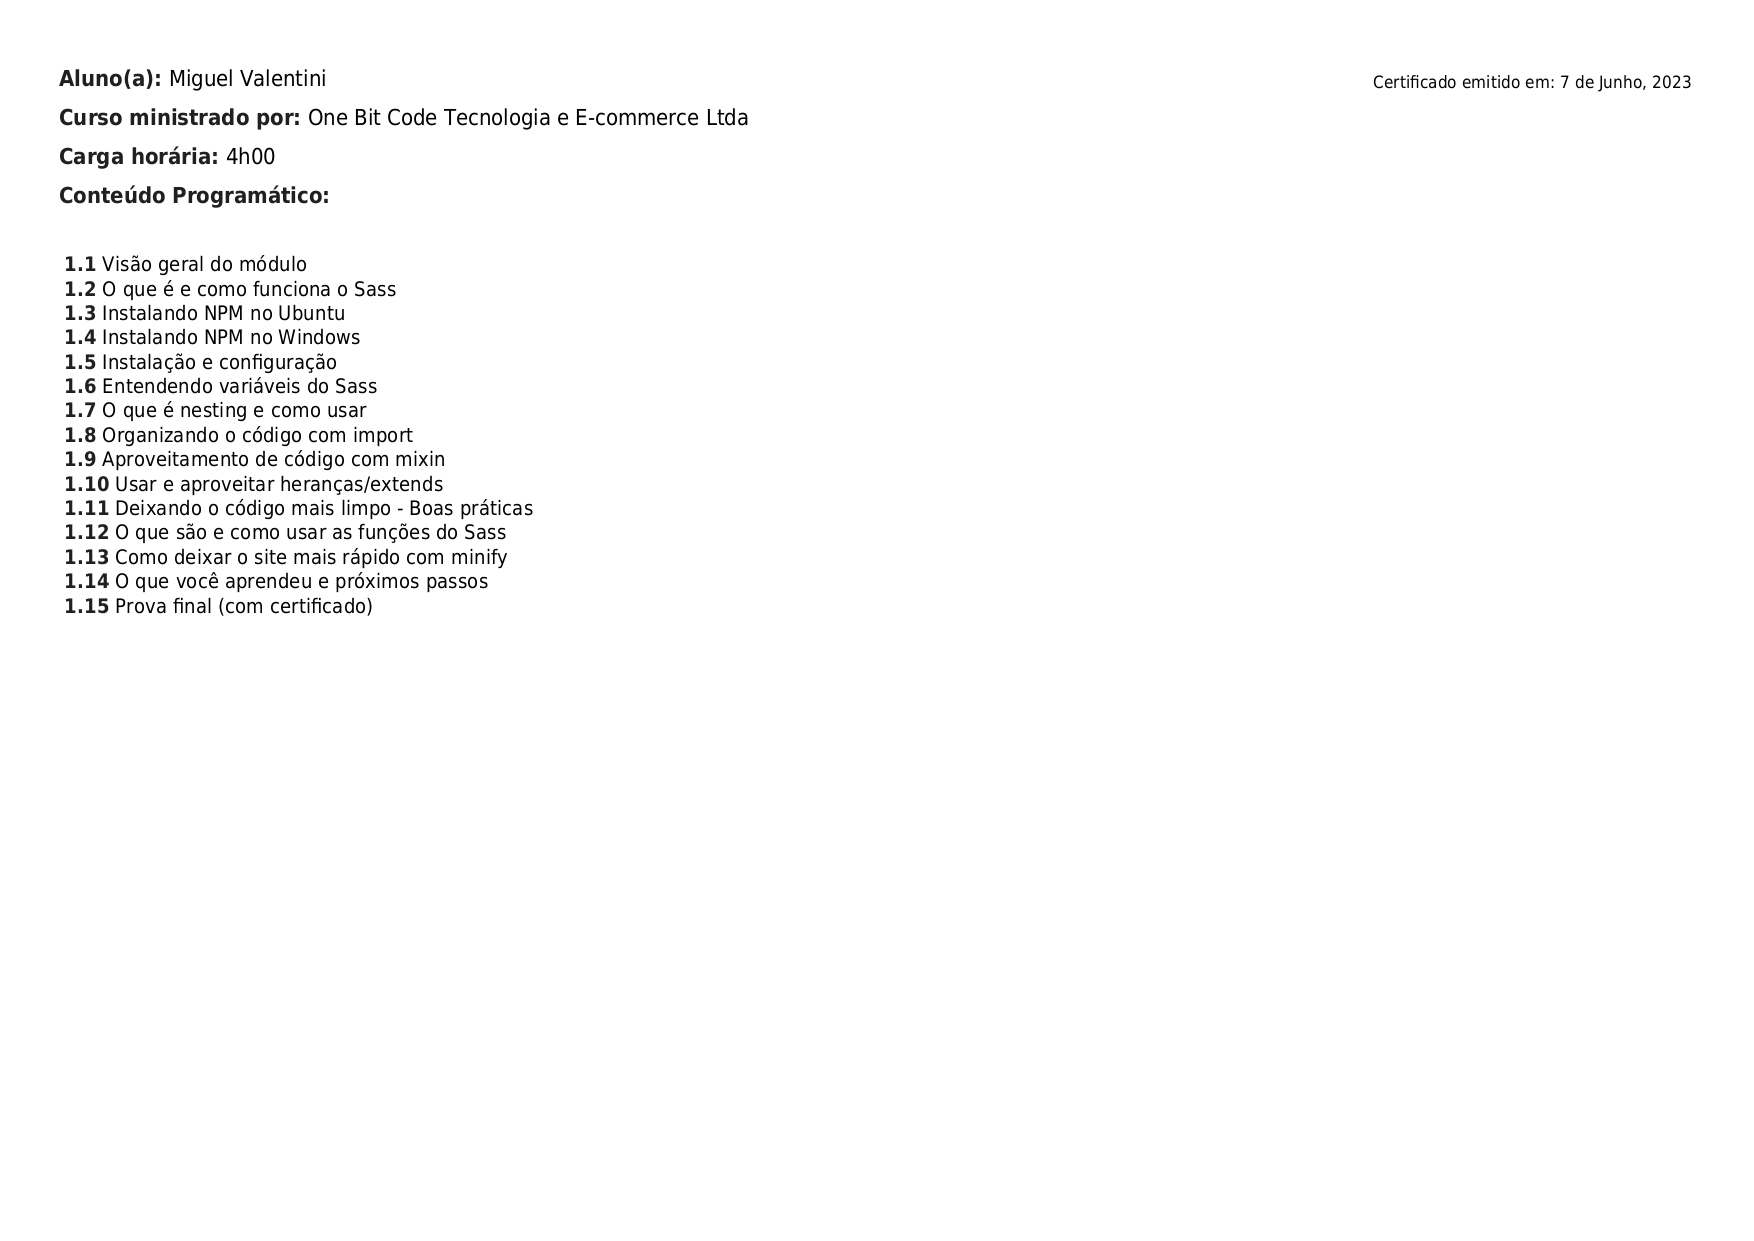 Aluno(a): Miguel Valentini
Certificado emitido em: 7 de Junho, 2023
Curso ministrado por: One Bit Code Tecnologia e E-commerce Ltda
Carga horária: 4h00
Conteúdo Programático:
1.1 Visão geral do módulo
1.2 O que é e como funciona o Sass
1.3 Instalando NPM no Ubuntu
1.4 Instalando NPM no Windows
1.5 Instalação e configuração
1.6 Entendendo variáveis do Sass
1.7 O que é nesting e como usar
1.8 Organizando o código com import
1.9 Aproveitamento de código com mixin
1.10 Usar e aproveitar heranças/extends
1.11 Deixando o código mais limpo - Boas práticas
1.12 O que são e como usar as funções do Sass
1.13 Como deixar o site mais rápido com minify
1.14 O que você aprendeu e próximos passos
1.15 Prova final (com certificado)